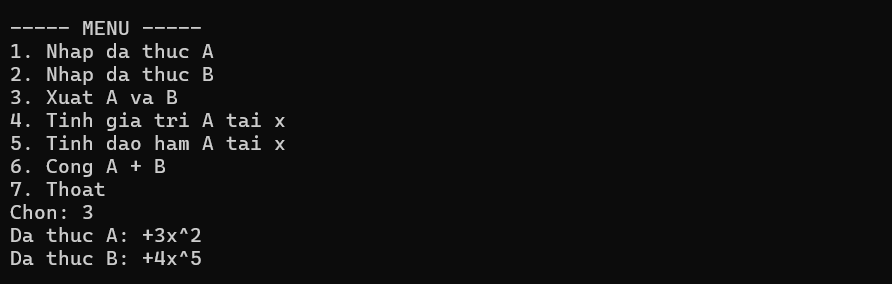 ----- MENU -----
1. Nhap da thuc A
2. Nhap da thuc B
3. Xuat A va B
4. Tinh gia tri A tai x
5. Tinh dao ham A tai x
6. Cong A + B
7. Thoat
Chon: 3
Da thuc A: +3x^2
Da thuc B: +4x^5